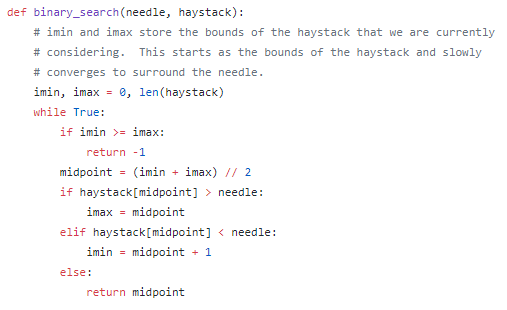 def binary_search(needle, haystack):
    # imin and imax store the bounds of the haystack that we are currently
    # considering.  This starts as the bounds of the haystack and slowly
    # converges to surround the needle.
    imin, imax = 0, len(haystack)
    while True:
        if imin >= imax:
            return -1
        midpoint = (imin + imax) // 2
        if haystack[midpoint] > needle:
            imax = midpoint
        elif haystack[midpoint] < needle:
            imin = midpoint + 1
        else:
            return midpoint